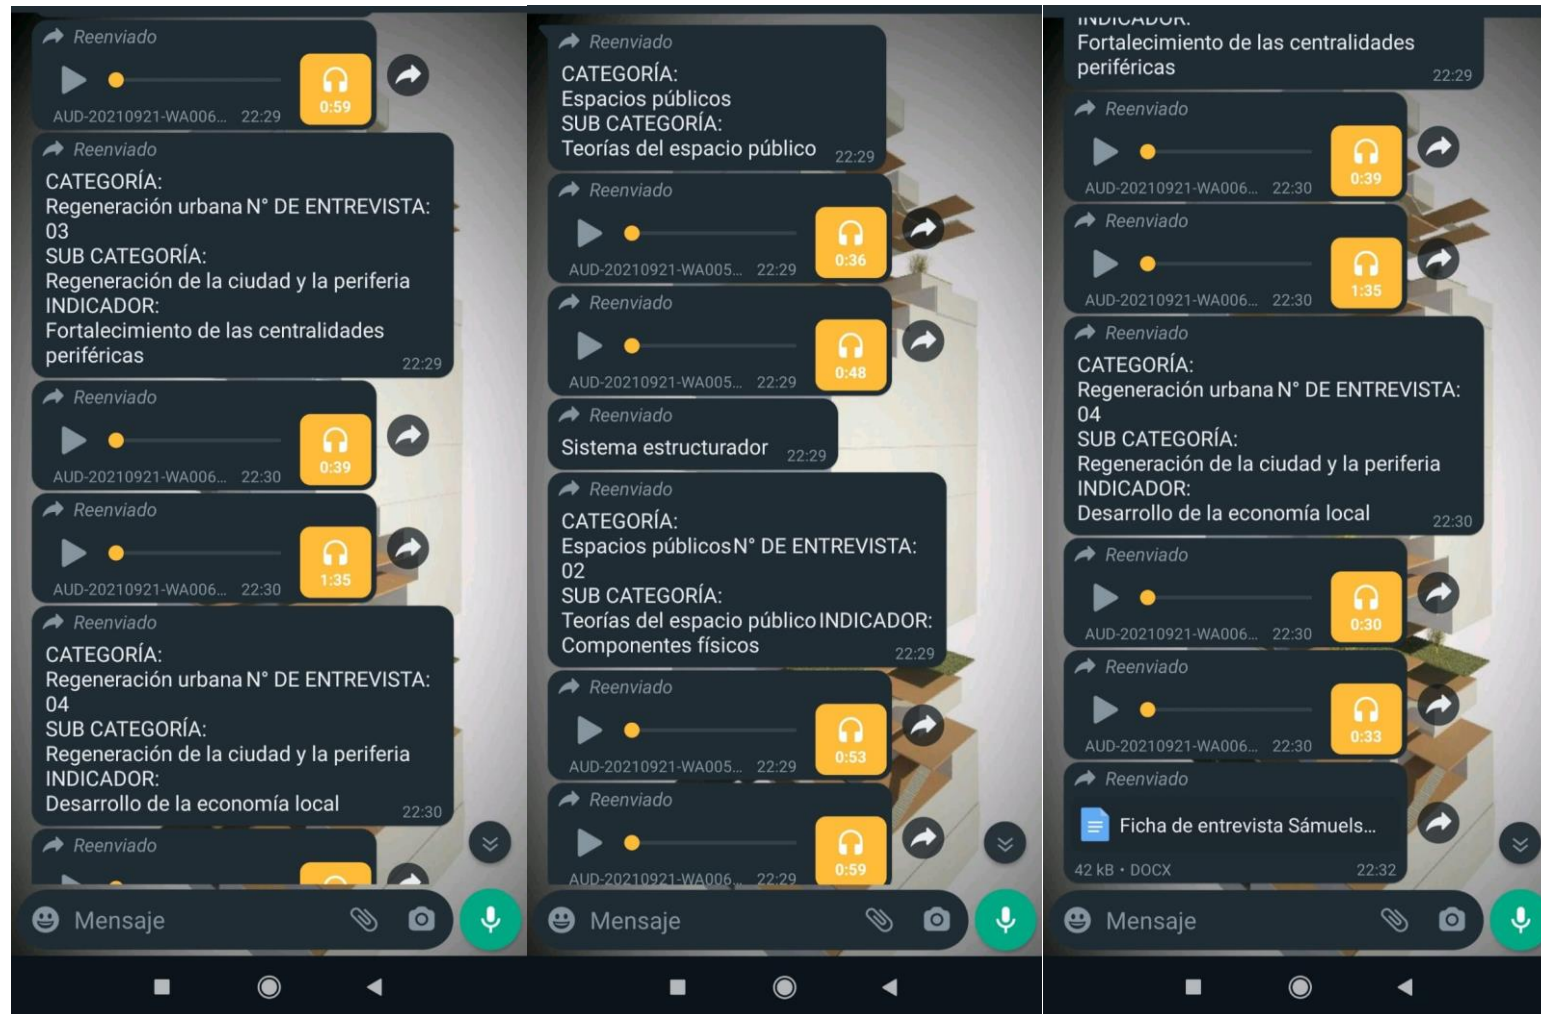 Reenviado
0:59
AUD-20210921-WA006... 22:29
Reenviado
CATEGORÍA:
Regeneración urbana N° DE ENTREVISTA:
03
SUB CATEGORÍA:
Regeneración de la ciudad y la periferia
INDICADOR:
Fortalecimiento de las centralidades
periféricas 22:29
Reenviado
0:39
AUD-20210921-WA006... 22:30
Reenviado
1:35
AUD-20210921-WA006... 22:30
Reenviado
CATEGORÍA:
Regeneración urbana N° DE ENTREVISTA:
04
SUB CATEGORÍA:
Regeneración de la ciudad y la periferia
INDICADOR:
Desarrollo de la economía local 22:30
Reenviado
Mensaje
Reenviado
CATEGORÍA:
Espacios públicos
SUB CATEGORÍA:
Teorías del espacio público 22:29
Reenviado
0:36
AUD-20210921-WA005... 22:29
Reenviado
0:48
AUD-20210921-WA005... 22:29
Reenviado
Sistema estructurador 22:29
Reenviado
CATEGORÍA:
Espacios públicos N° DE ENTREVISTA:
02
SUB CATEGORÍA:
Teorías del espacio público INDICADOR:
Componentes físicos 22:29
Reenviado
0:53
AUD-20210921-WA005... 22:29
Reenviado
0:59
AUD-20210921-WA006... 22:29
Mensaje
INDICADOR:
Fortalecimiento de las centralidades
periféricas 22:29
Reenviado
0:39
AUD-20210921-WA006... 22:30
Reenviado
1:35
AUD-20210921-WA006... 22:30
Reenviado
CATEGORÍA:
Regeneración urbana N° DE ENTREVISTA:
04
SUB CATEGORÍA:
Regeneración de la ciudad y la periferia
INDICADOR:
Desarrollo de la economía local 22:30
Reenviado
0:30
AUD-20210921-WA006... 22:30
Reenviado
0:33
AUD-20210921-WA006... 22:30
Reenviado
Ficha de entrevista Sámuels...
42 kB • DOCX 22:32
Mensaje